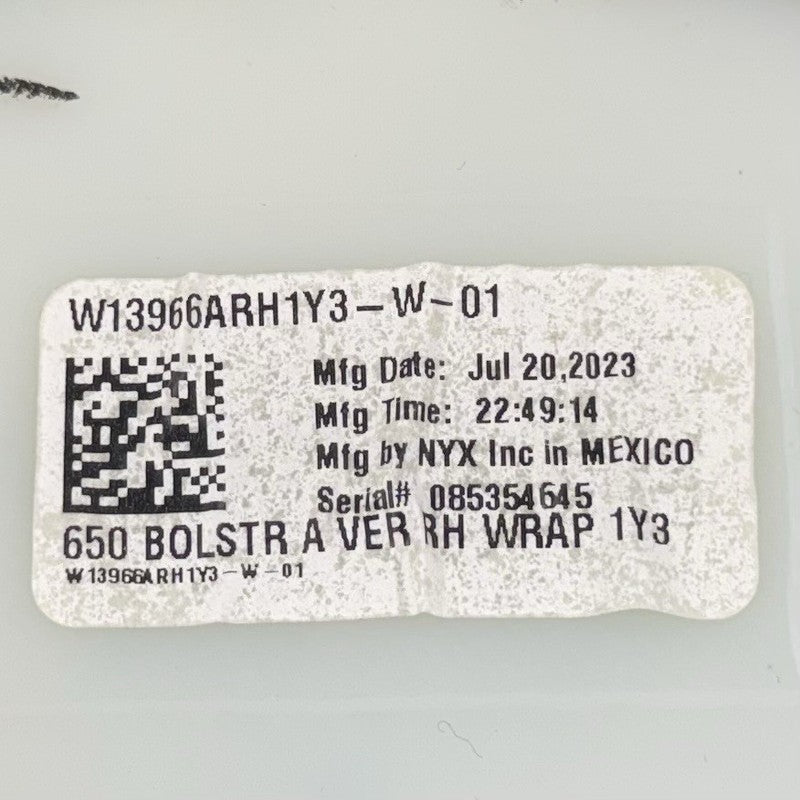 W13966ARH1Y3-W-01
Mfg Date: Jul 20,2023
Mfg Time: 22:49:14
Mfg by NYX Inc in MEXICO
Serial# 085354645
650 BOLSTR A VER RH WRAP 1Y3
W13966ARH1Y3-W-01